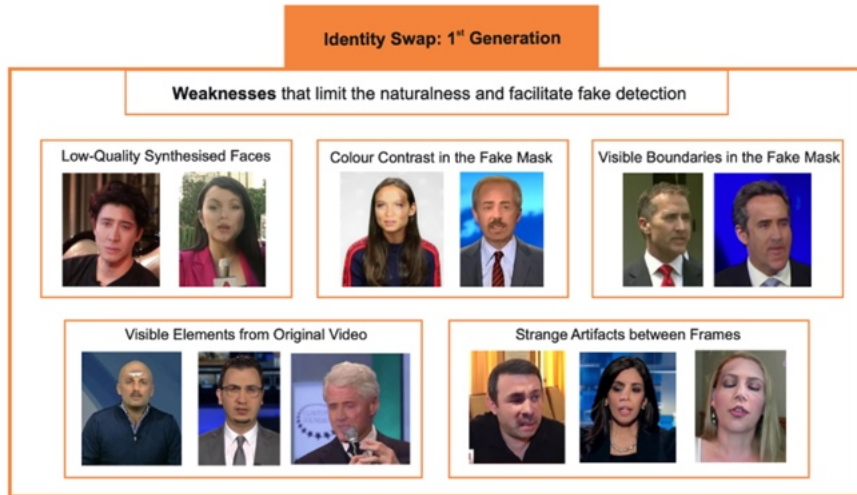 Identity Swap: 1st Generation
Weaknesses that limit the naturalness and facilitate fake detection
Low-Quality Synthesised Faces
Colour Contrast in the Fake Mask
Visible Boundaries in the Fake Mask
Visible Elements from Original Video
Strange Artifacts between Frames